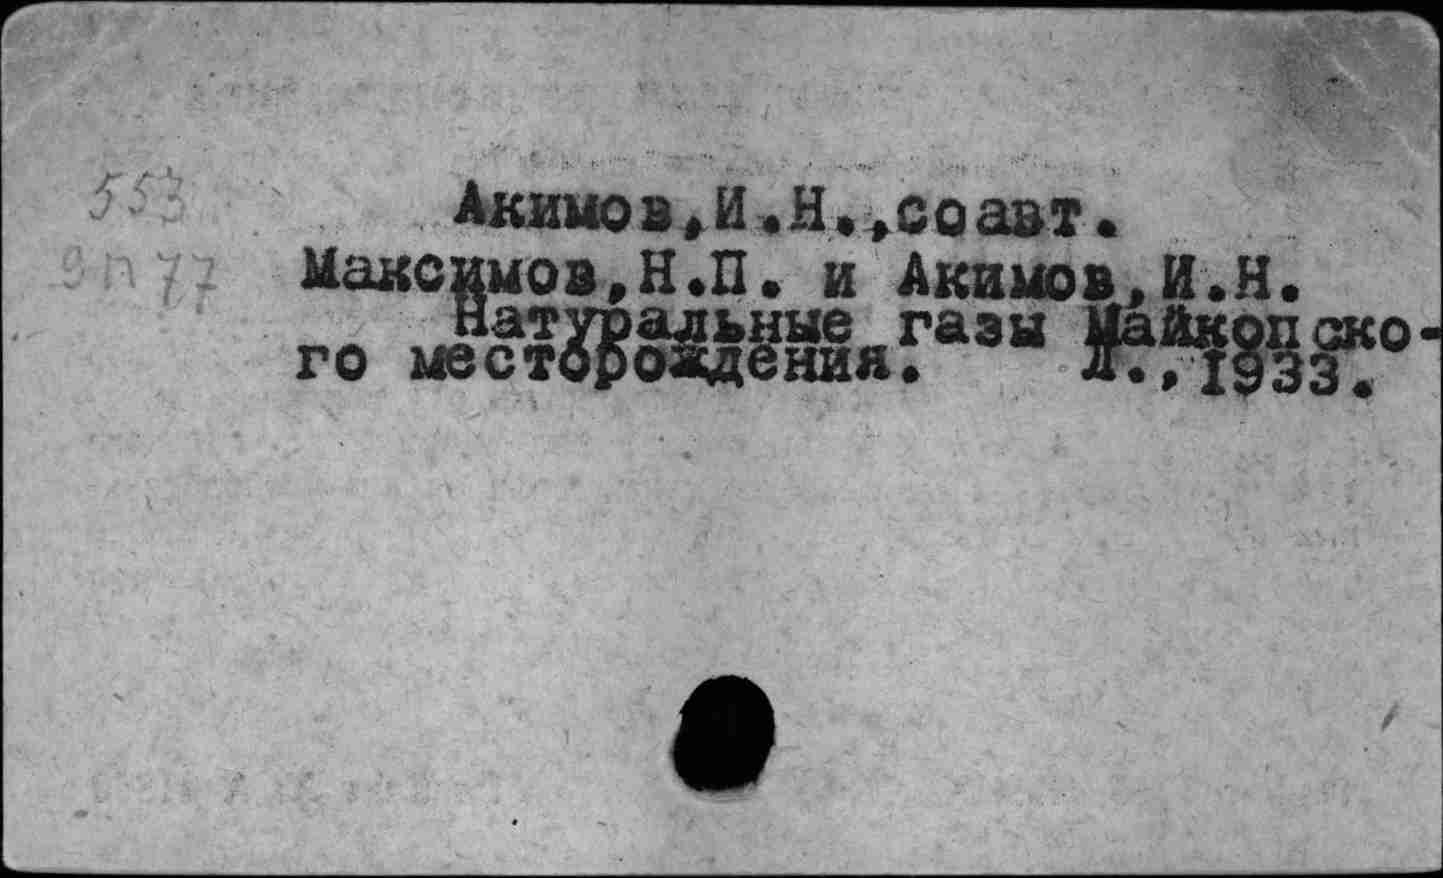 553
9П77
Акимов,И.Н.,соавт.
Максимов,Н.П. и Акимов,И.Н.
Натуральные газы Майкопско-
го месторождения. Л.,1933.